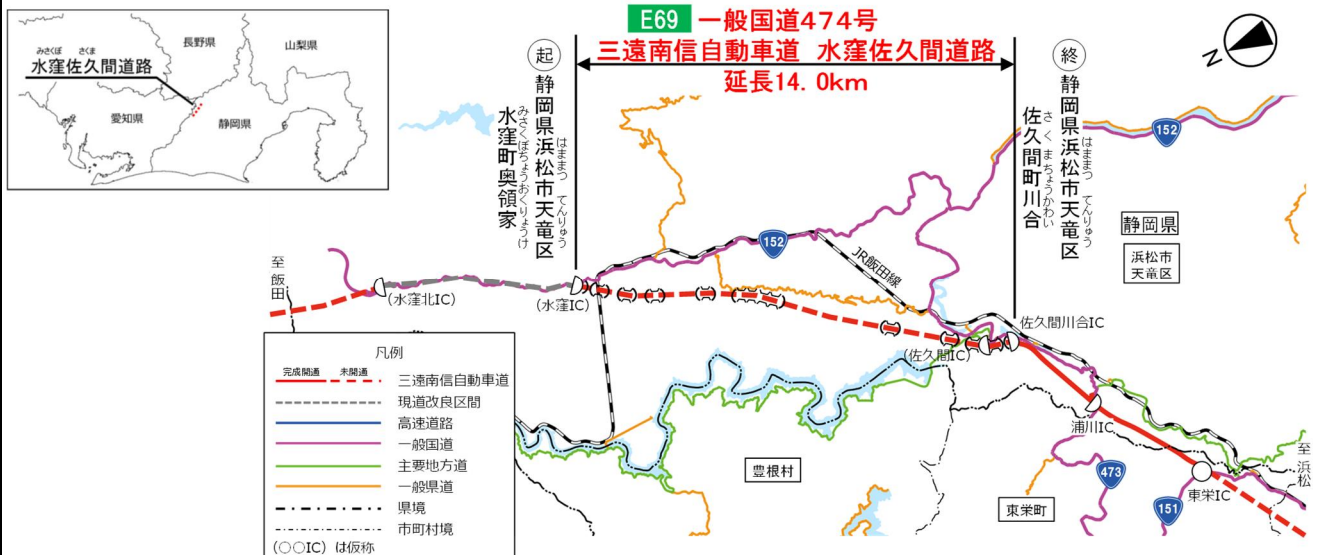 E69 一般国道474号
三遠南信自動車道 水窪佐久間道路
延長14.0km
長野県
山梨県
みさくぼ さくま
水窪佐久間道路
愛知県
静岡県
N
起
静岡県浜松市天竜区
はままつ てんりゅう
水窪町奥領家
みさくぼちょうおくりょうけ
終
静岡県浜松市天竜区
はままつ てんりゅう
佐久間町川合
さくまちょうかわい
152
静岡県
浜松市
天竜区
152
JR飯田線
至飯田
(水窪北IC)
(水窪IC)
佐久間川合IC
(佐久間IC)
浦川IC
至浜松
東栄IC
豊根村
東栄町
473
151
凡例
完成開通 未開通 三遠南信自動車道
現道改良区間
高速道路
一般国道
主要地方道
一般県道
県境
市町村境
(○○IC) は仮称